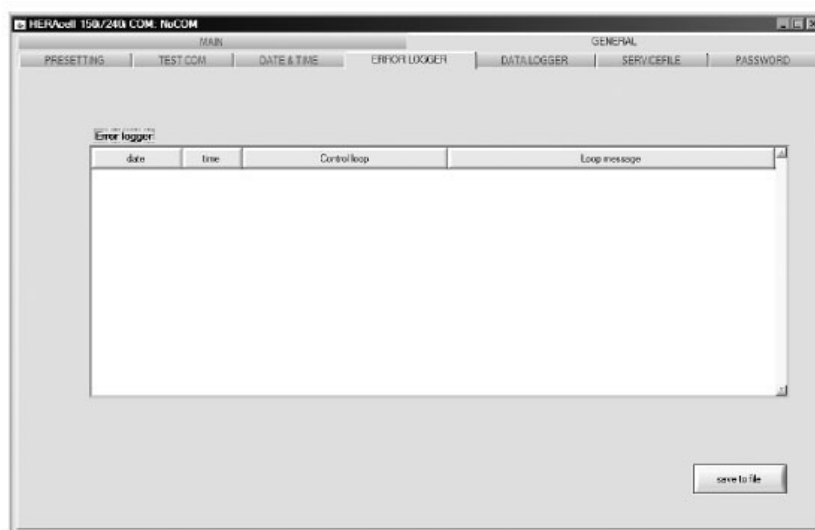 HERAcell 150i/240i COM: NoCOM
MAIN GENERAL
PRESETTING TEST COM DATE & TIME ERROR LOGGER DATA LOGGER SERVICEFILE PASSWORD
Error logger:
date time Control loop Loop message
save to file